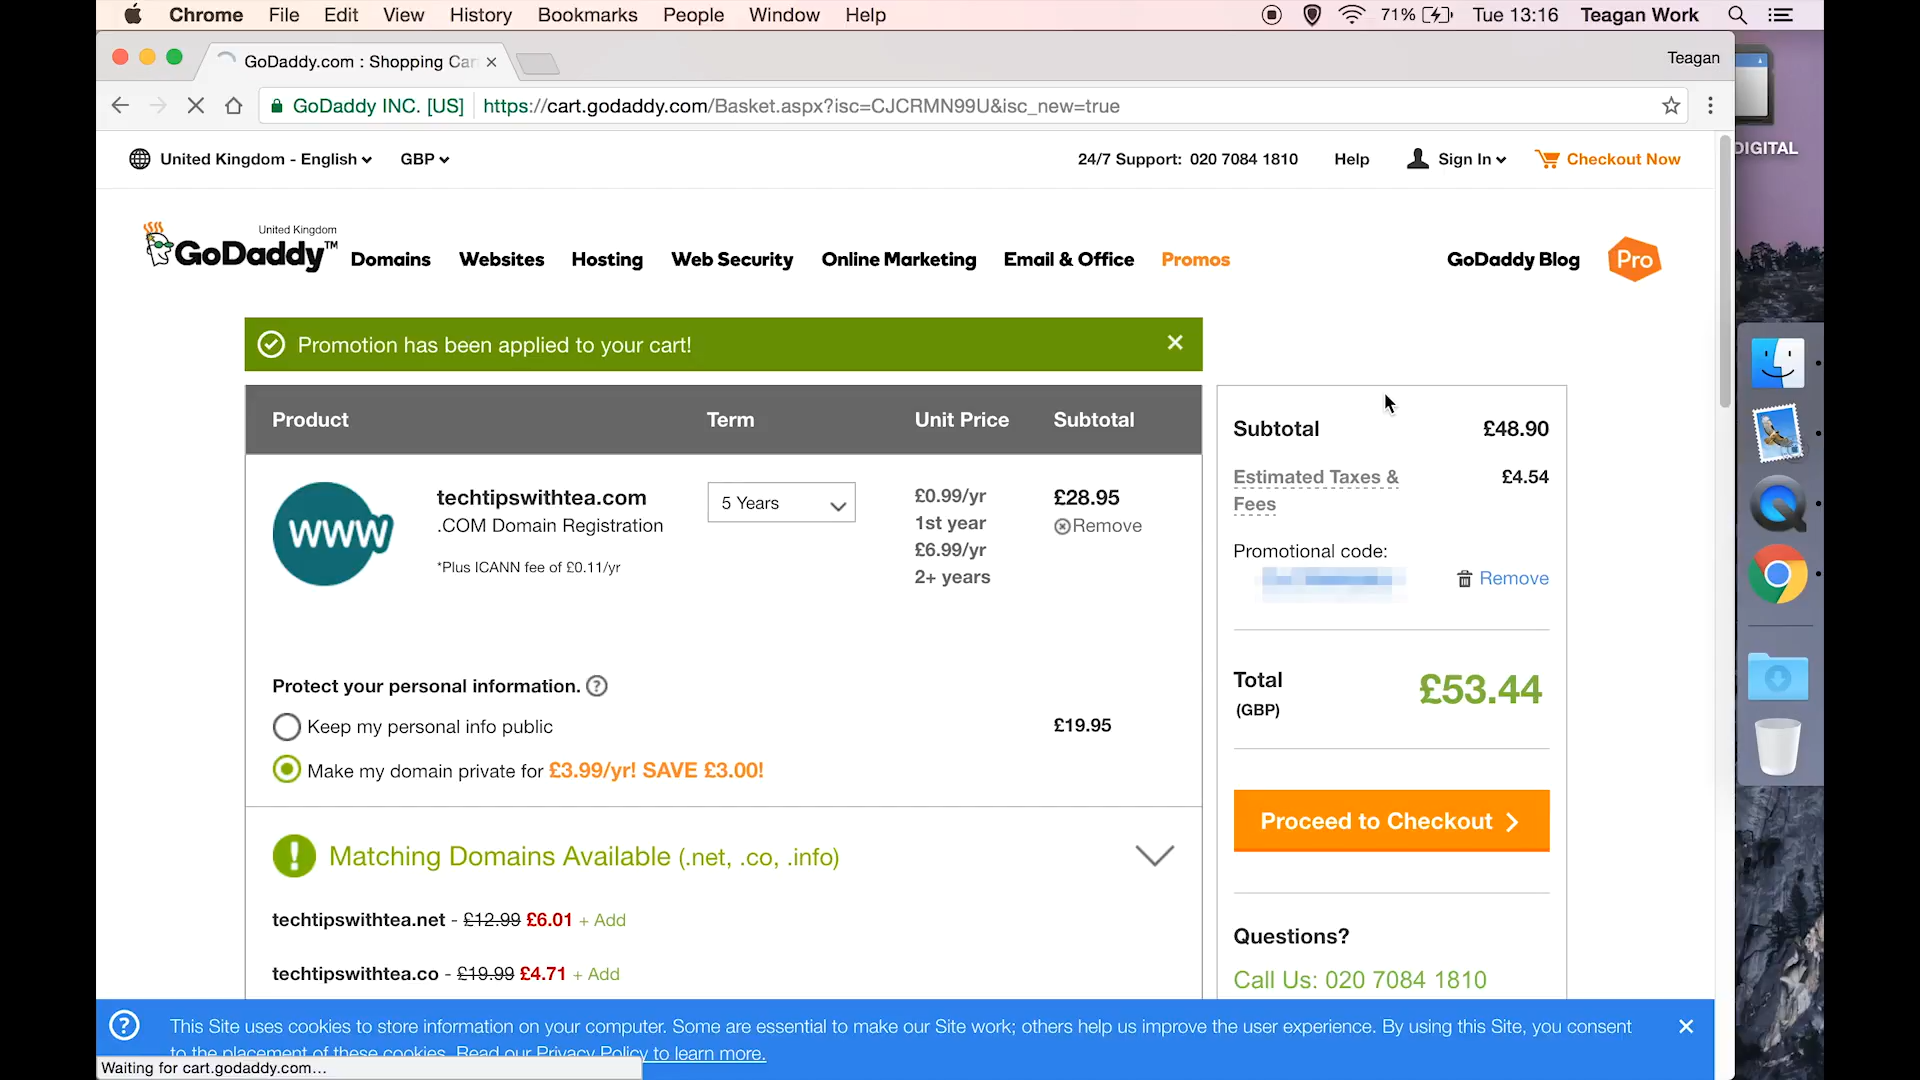 Chrome File Edit View History Bookmarks People Window Help 71% Tue 13:16 Teagan Work
GoDaddy.com : Shopping Car Teagan
GoDaddy INC. [US] https://cart.godaddy.com/Basket.aspx?isc=CJCRMN99U&isc_new=true
DIGITAL
United Kingdom - English GBP 24/7 Support: 020 7084 1810 Help Sign In Checkout Now
United Kingdom
GoDaddy™ Domains Websites Hosting Web Security Online Marketing Email & Office Promos GoDaddy Blog Pro
Promotion has been applied to your cart!
Product Term Unit Price Subtotal
www
techtipswithtea.com
.COM Domain Registration
*Plus ICANN fee of £0.11/yr
5 Years
£0.99/yr
1st year
£6.99/yr
2+ years
£28.95
Remove
Protect your personal information. ?
Keep my personal info public
£19.95
Make my domain private for £3.99/yr! SAVE £3.00!
Matching Domains Available (.net, .co, .info)
techtipswithtea.net - £12.99 £6.01 + Add
techtipswithtea.co - £19.99 £4.71 + Add
Subtotal £48.90
Estimated Taxes & £4.54
Fees
Promotional code:
Remove
Total £53.44
(GBP)
Proceed to Checkout
Questions?
Call Us: 020 7084 1810
This Site uses cookies to store information on your computer. Some are essential to make our Site work; others help us improve the user experience. By using this Site, you consent
to the placement of these cookies. Read our Privacy Policy to learn more.
Waiting for cart.godaddy.com...